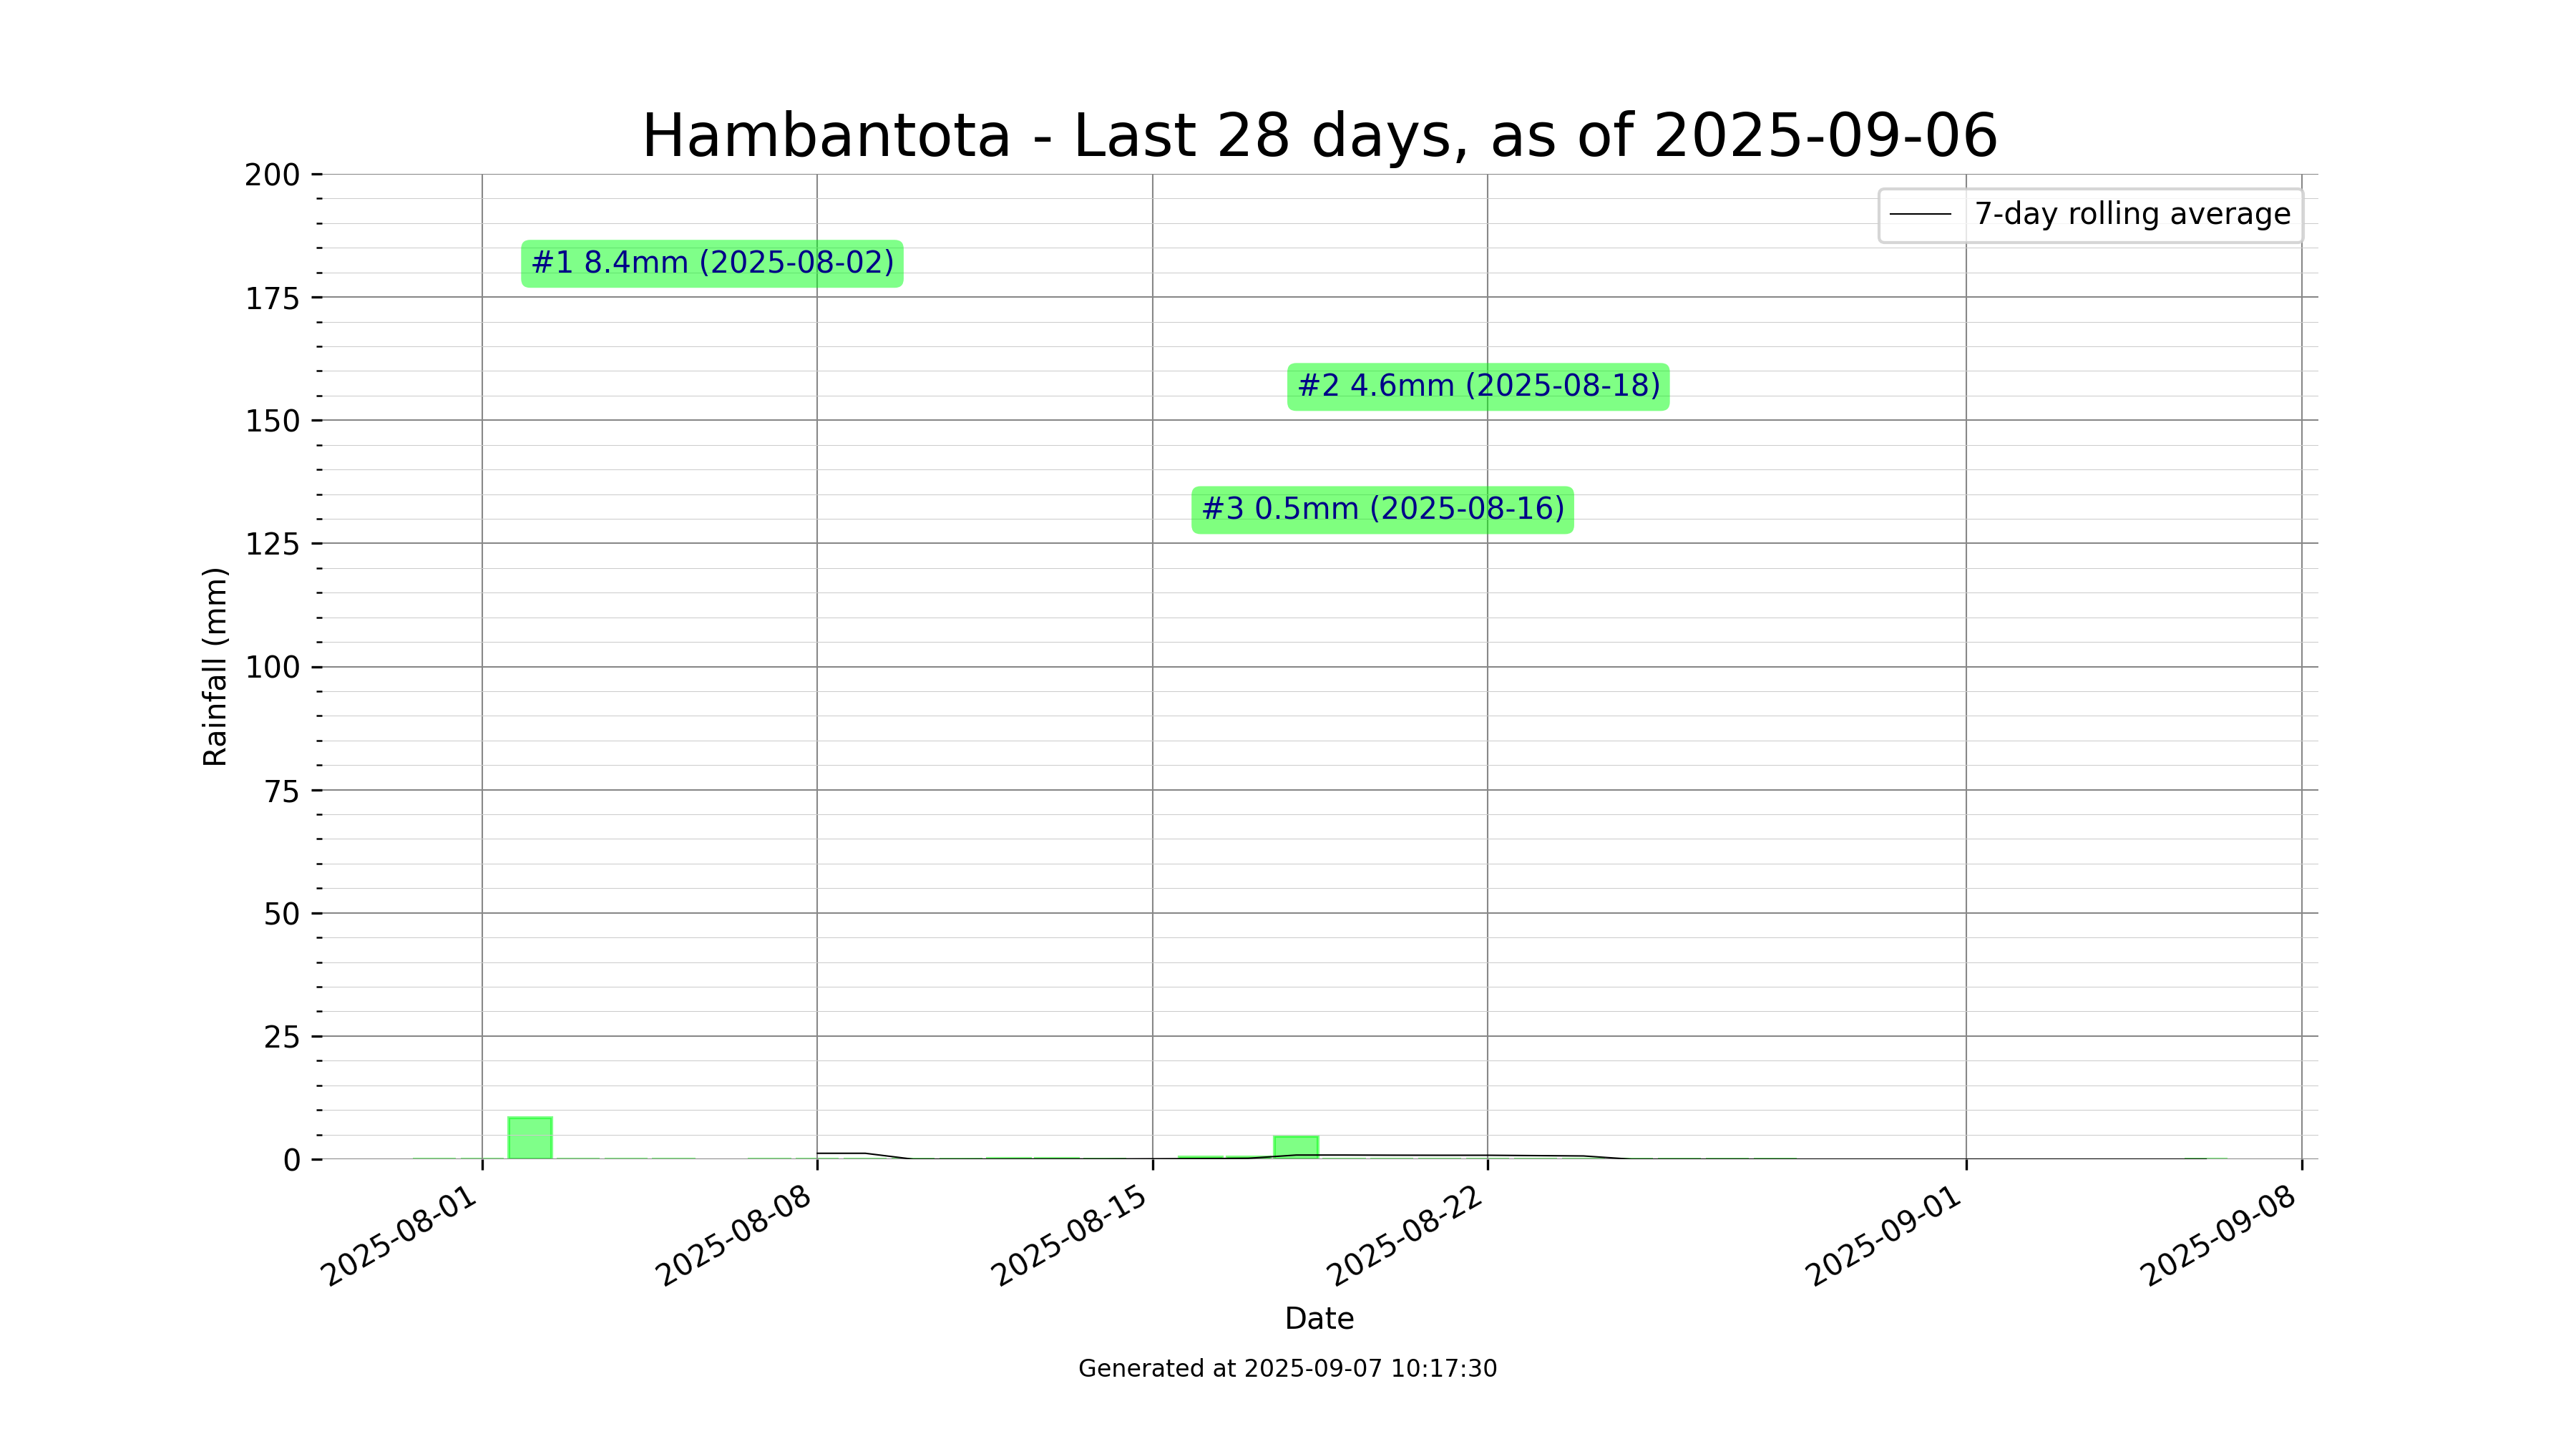 Hambantota - Last 28 days, as of 2025-09-06
7-day rolling average
#1 8.4mm (2025-08-02)
#2 4.6mm (2025-08-18)
#3 0.5mm (2025-08-16)
Rainfall (mm)
200
175
150
125
100
75
50
25
0
2025-08-01
2025-08-08
2025-08-15
2025-08-22
2025-09-01
2025-09-08
Date
Generated at 2025-09-07 10:17:30